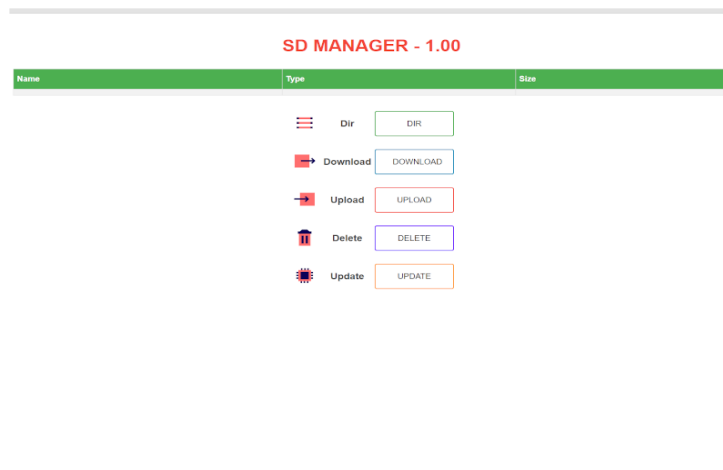 SD MANAGER - 1.00
Name Type Size
Dir DIR
Download DOWNLOAD
Upload UPLOAD
Delete DELETE
Update UPDATE